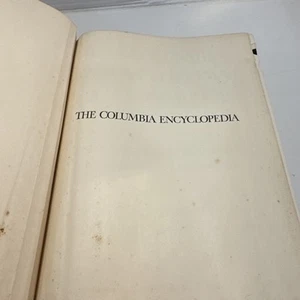 THE COLUMBIA ENCYCLOPEDIA